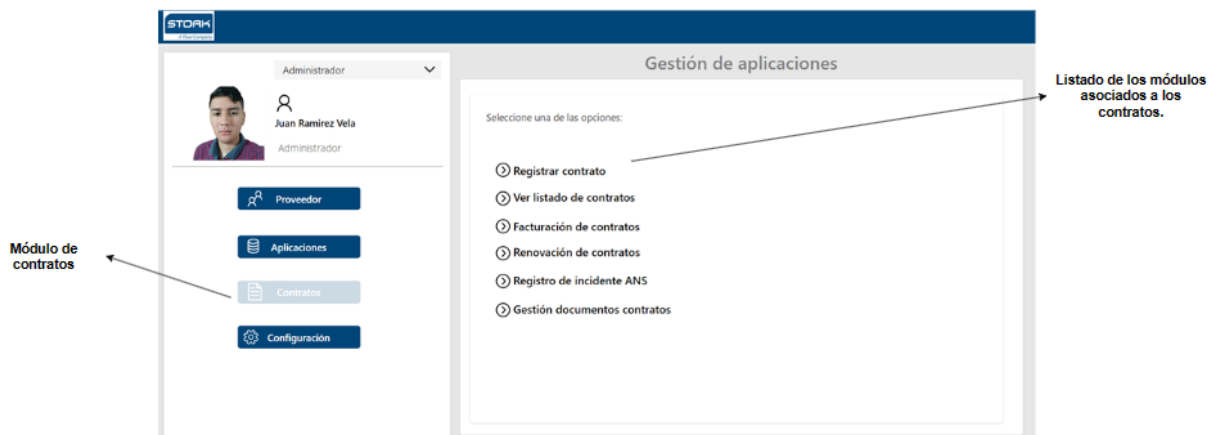 STORK
A Fluor Company
Gestión de aplicaciones
Administrador
Juan Ramirez Vela
Administrador
Proveedor
Aplicaciones
Contratos
Configuración
Seleccione una de las opciones:
Registrar contrato
Ver listado de contratos
Facturación de contratos
Renovación de contratos
Registro de incidente ANS
Gestión documentos contratos
Módulo de
contratos
Listado de los módulos
asociados a los
contratos.